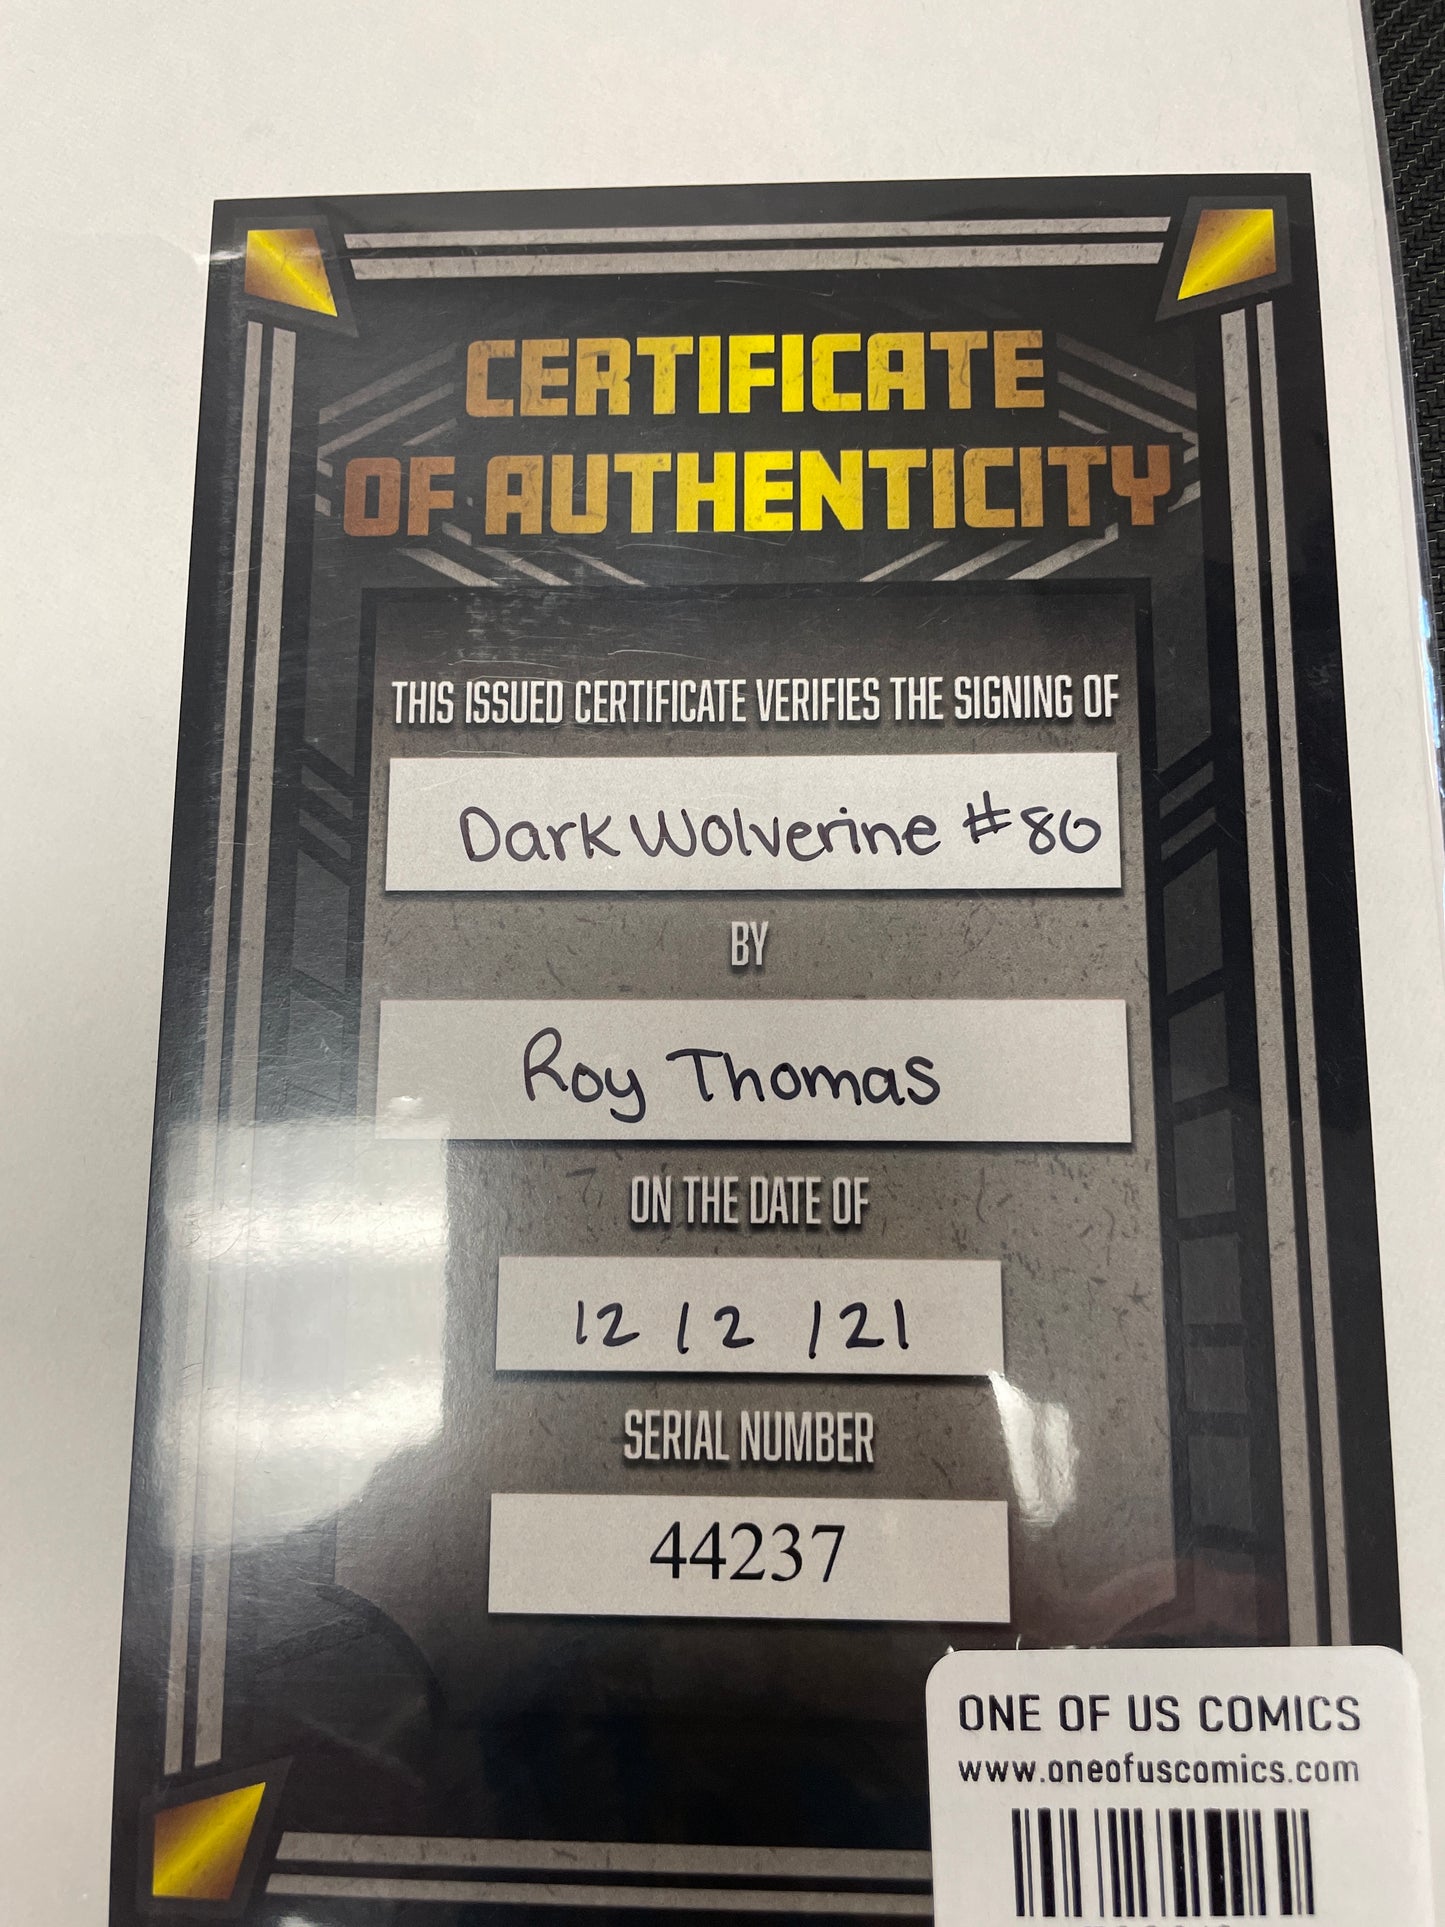 CERTIFICATE
OF AUTHENTICITY
THIS ISSUED CERTIFICATE VERIFIES THE SIGNING OF
Dark Wolverine #80
BY
Roy Thomas
ON THE DATE OF
12 / 2 / 21
SERIAL NUMBER
44237
ONE OF US COMICS
www.oneofuscomics.com